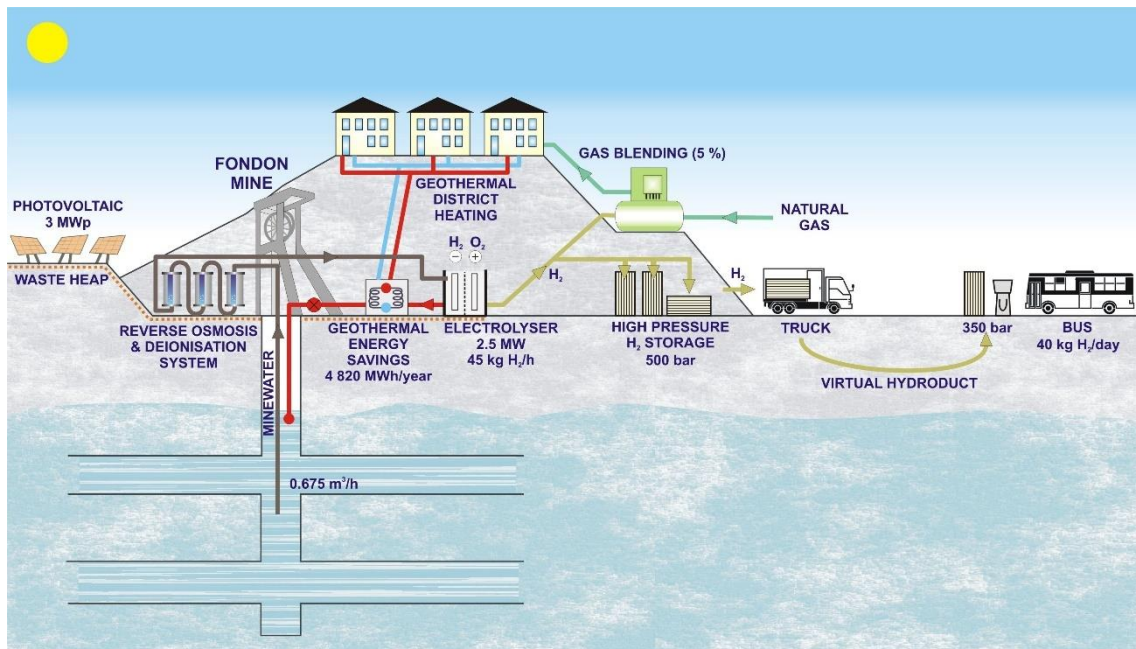 FONDON
MINE
GAS BLENDING (5 %)
GEOTHERMAL
DISTRICT
HEATING
PHOTOVOLTAIC
3 MWp
NATURAL
GAS
WASTE HEAP
H₂ O₂
− +
H₂
H₂
REVERSE OSMOSIS
& DEIONISATION
SYSTEM
MINEWATER
GEOTHERMAL
ENERGY
SAVINGS
4 820 MWh/year
ELECTROLYSER
2.5 MW
45 kg H₂/h
HIGH PRESSURE
H₂ STORAGE
500 bar
TRUCK
350 bar
BUS
40 kg H₂/day
VIRTUAL HYDRODUCT
0.675 m³/h